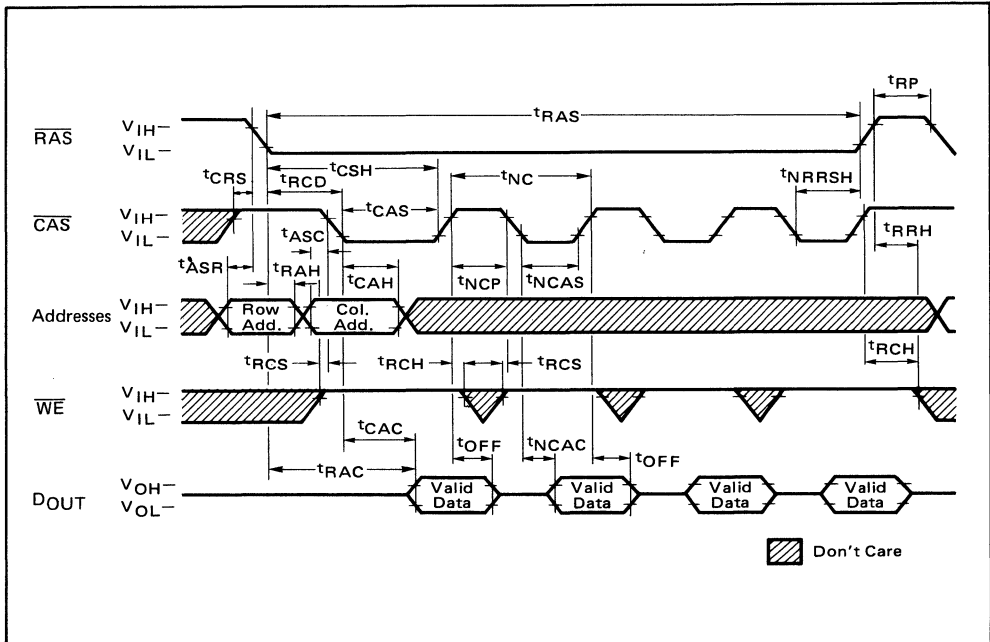 tRP
tRAS
RAS
VIH–
VIL–
tCSH
tCRS
tRCD
tNC
tNRRSH
CAS
VIH–
VIL–
tCAS
tASC
tRRH
tASR
tRAH
tCAH
tNCP
tNCAS
Addresses
VIH–
VIL–
Row Add.
Col. Add.
tRCS
tRCH
tRCS
tRCH
WE
VIH–
VIL–
tCAC
tOFF
tNCAC
tOFF
tRAC
DOUT
VOH–
VOL–
Valid Data
Valid Data
Valid Data
Valid Data
Don't Care